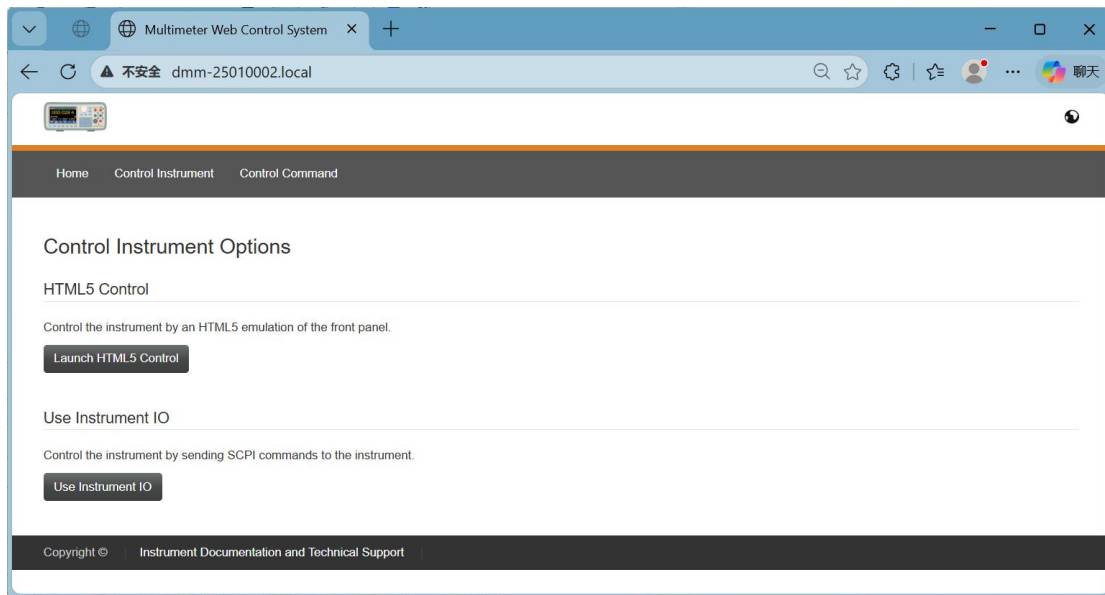 Multimeter Web Control System
不安全 dmm-25010002.local
聊天
Home Control Instrument Control Command
Control Instrument Options
HTML5 Control
Control the instrument by an HTML5 emulation of the front panel.
Launch HTML5 Control
Use Instrument IO
Control the instrument by sending SCPI commands to the instrument.
Use Instrument IO
Copyright © Instrument Documentation and Technical Support